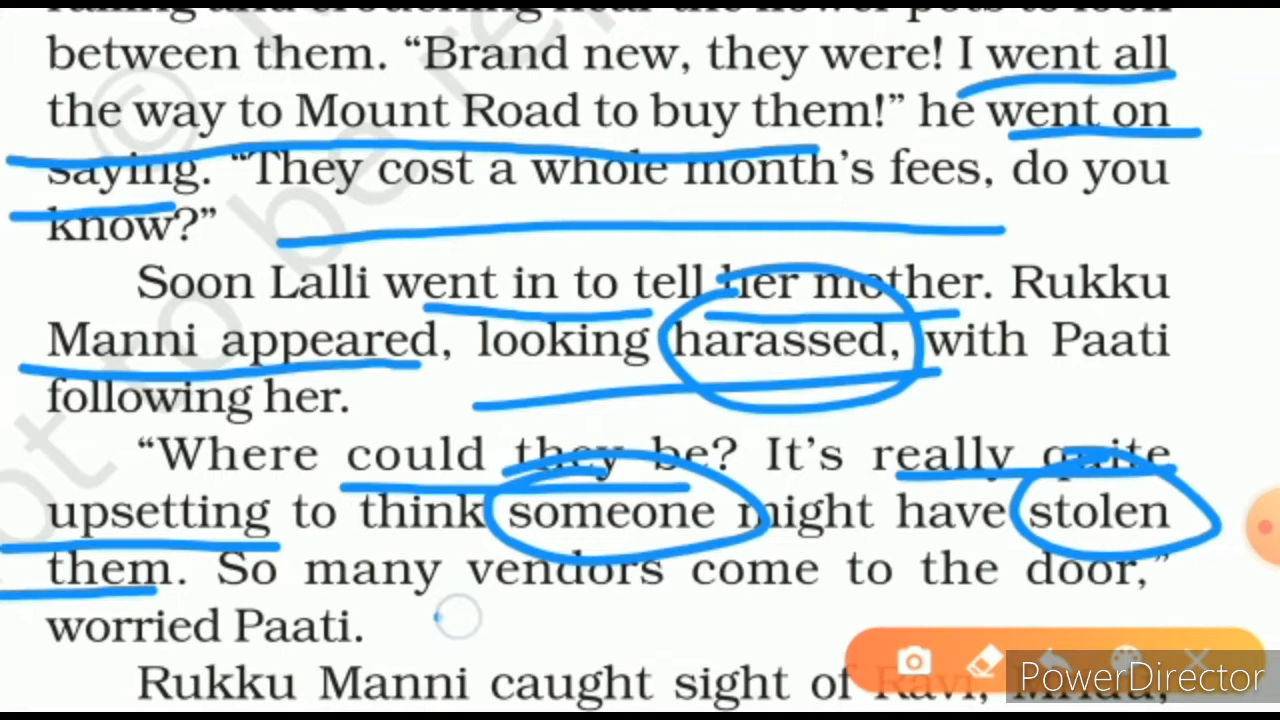 between them. “Brand new, they were! I went all
the way to Mount Road to buy them!” he went on
saying. “They cost a whole month’s fees, do you
know?”
Soon Lalli went in to tell her mother. Rukku
Manni appeared, looking harassed, with Paati
following her.
“Where could they be? It’s really quite
upsetting to think someone might have stolen
them. So many vendors come to the door,”
worried Paati.
Rukku Manni caught sight of Ravi, Mridu,
PowerDirector